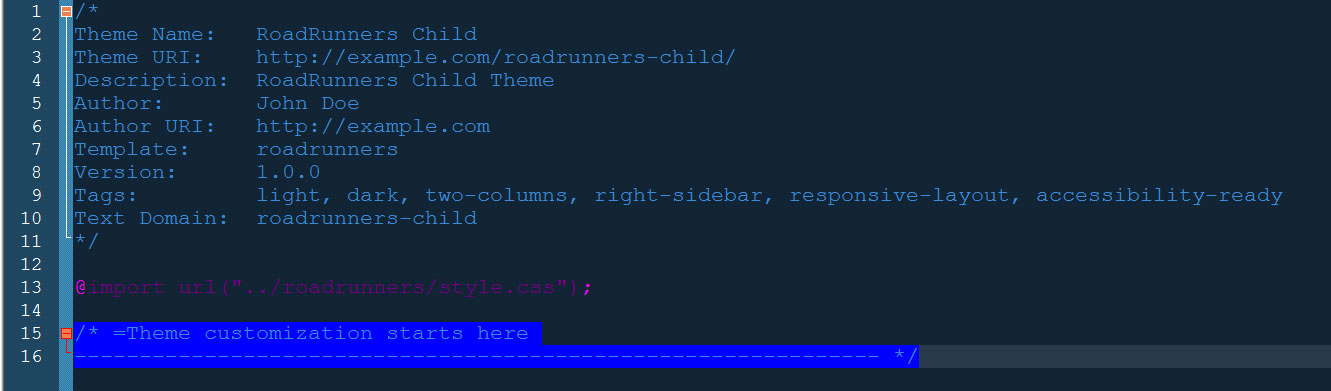 1 /*
2 Theme Name: RoadRunners Child
3 Theme URI: http://example.com/roadrunners-child/
4 Description: RoadRunners Child Theme
5 Author: John Doe
6 Author URI: http://example.com
7 Template: roadrunners
8 Version: 1.0.0
9 Tags: light, dark, two-columns, right-sidebar, responsive-layout, accessibility-ready
10 Text Domain: roadrunners-child
11 */
12
13 @import url("../roadrunners/style.css");
14
15 /* =Theme customization starts here
16 -------------------------------------------------------------- */